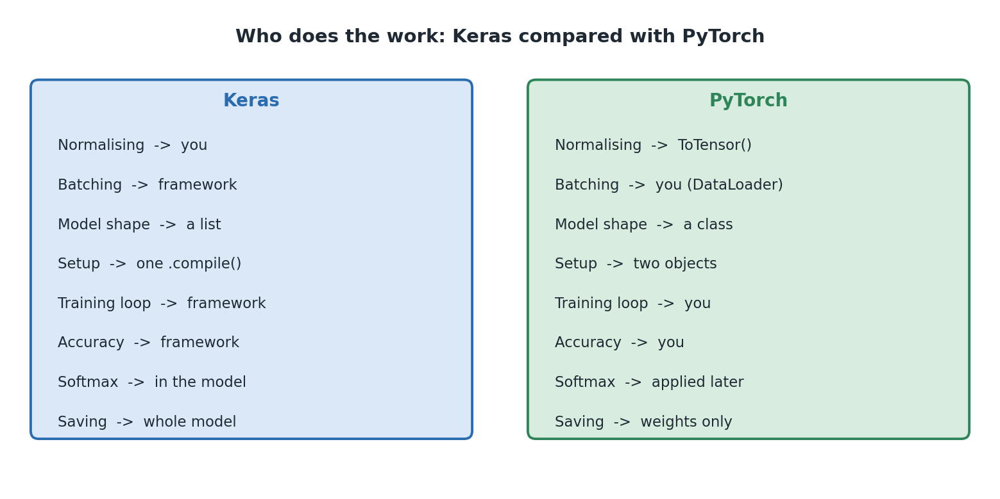 Who does the work: Keras compared with PyTorch
Keras
Normalising -> you
Batching -> framework
Model shape -> a list
Setup -> one .compile()
Training loop -> framework
Accuracy -> framework
Softmax -> in the model
Saving -> whole model
PyTorch
Normalising -> ToTensor()
Batching -> you (DataLoader)
Model shape -> a class
Setup -> two objects
Training loop -> you
Accuracy -> you
Softmax -> applied later
Saving -> weights only